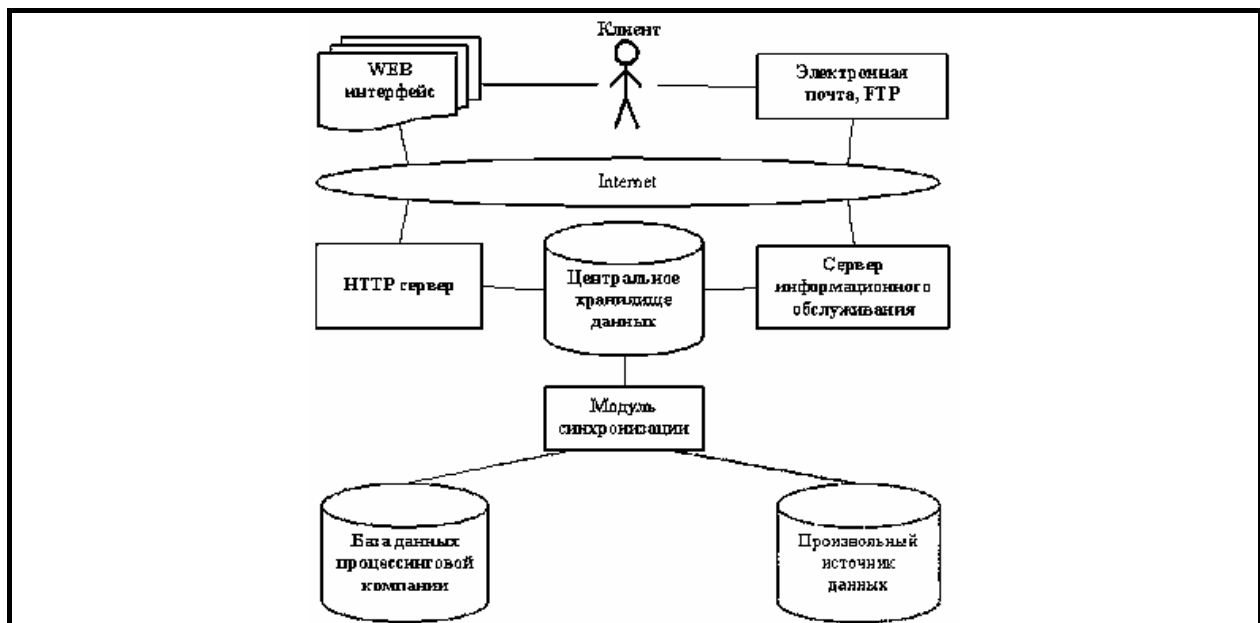 Клиент
WEB
интерфейс
Электронная
почта, FTP
Internet
HTTP сервер
Центральное
хранилище
данных
Сервер
информационного
обслуживания
Модуль
синхронизации
База данных
процессинговой
компании
Произвольный
источник
данных